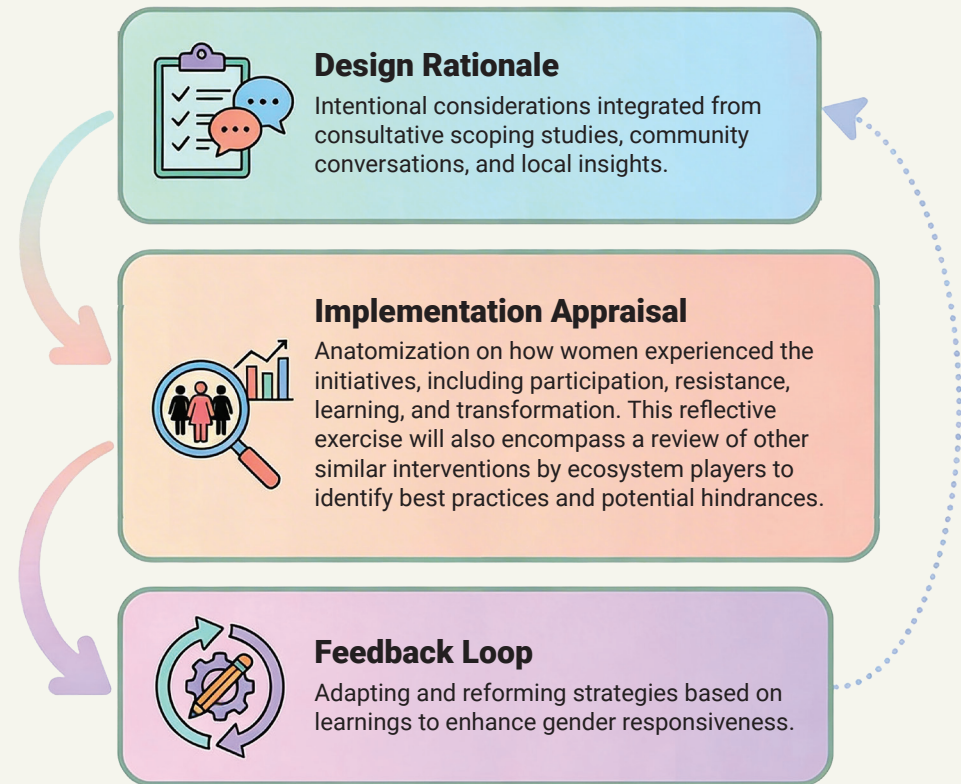 Design Rationale
Intentional considerations integrated from
consultative scoping studies, community
conversations, and local insights.
Implementation Appraisal
Anatomization on how women experienced the
initiatives, including participation, resistance,
learning, and transformation. This reflective
exercise will also encompass a review of other
similar interventions by ecosystem players to
identify best practices and potential hindrances.
Feedback Loop
Adapting and reforming strategies based on
learnings to enhance gender responsiveness.